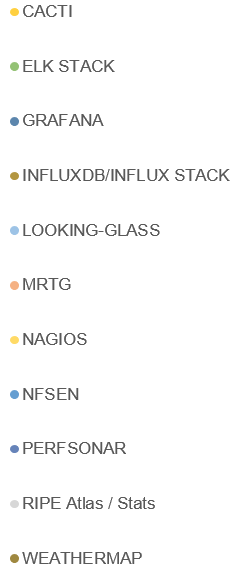 CACTI
ELK STACK
GRAFANA
INFLUXDB/INFLUX STACK
LOOKING-GLASS
MRTG
NAGIOS
NFSEN
PERFSONAR
RIPE Atlas / Stats
WEATHERMAP